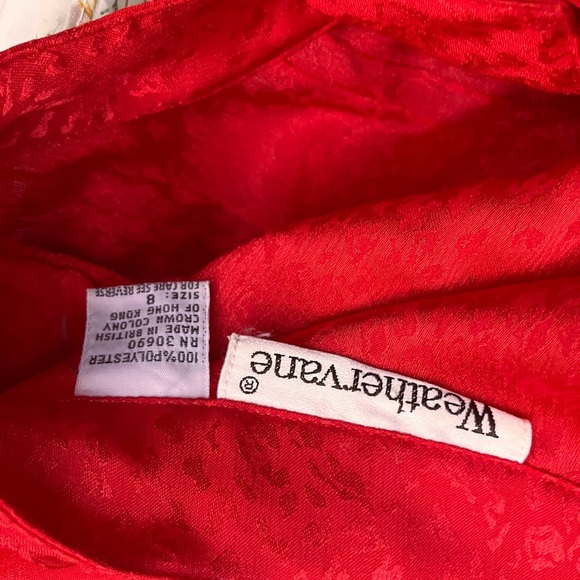 Weathervane
®
100% POLYESTER
RN 30690
MADE IN BRITISH
CROWN COLONY
OF HONG KONG
SIZE: 8
FOR CARE SEE REVERSE